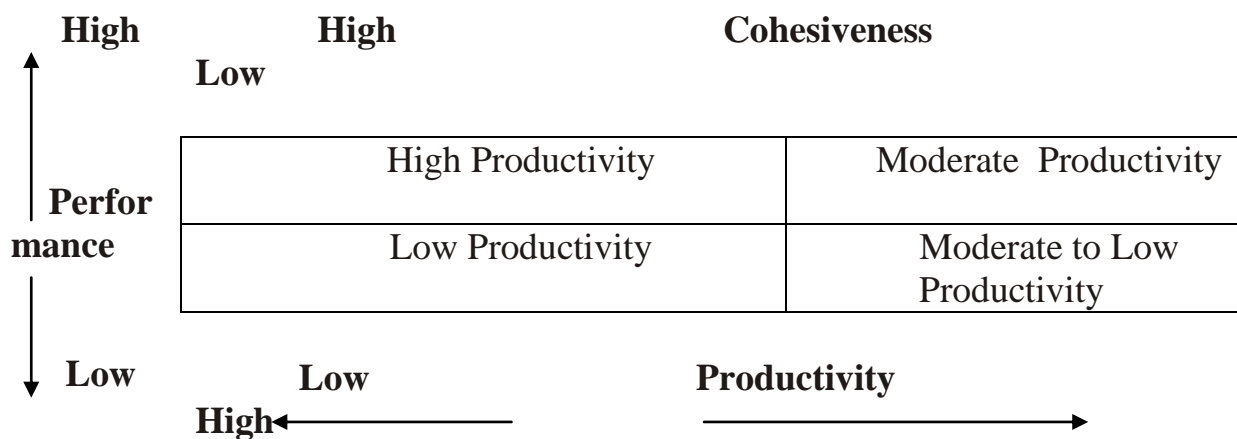 High High Cohesiveness
Low
High Productivity Moderate Productivity
Perfor
mance
Low Productivity Moderate to Low
Productivity
Low Low Productivity
High